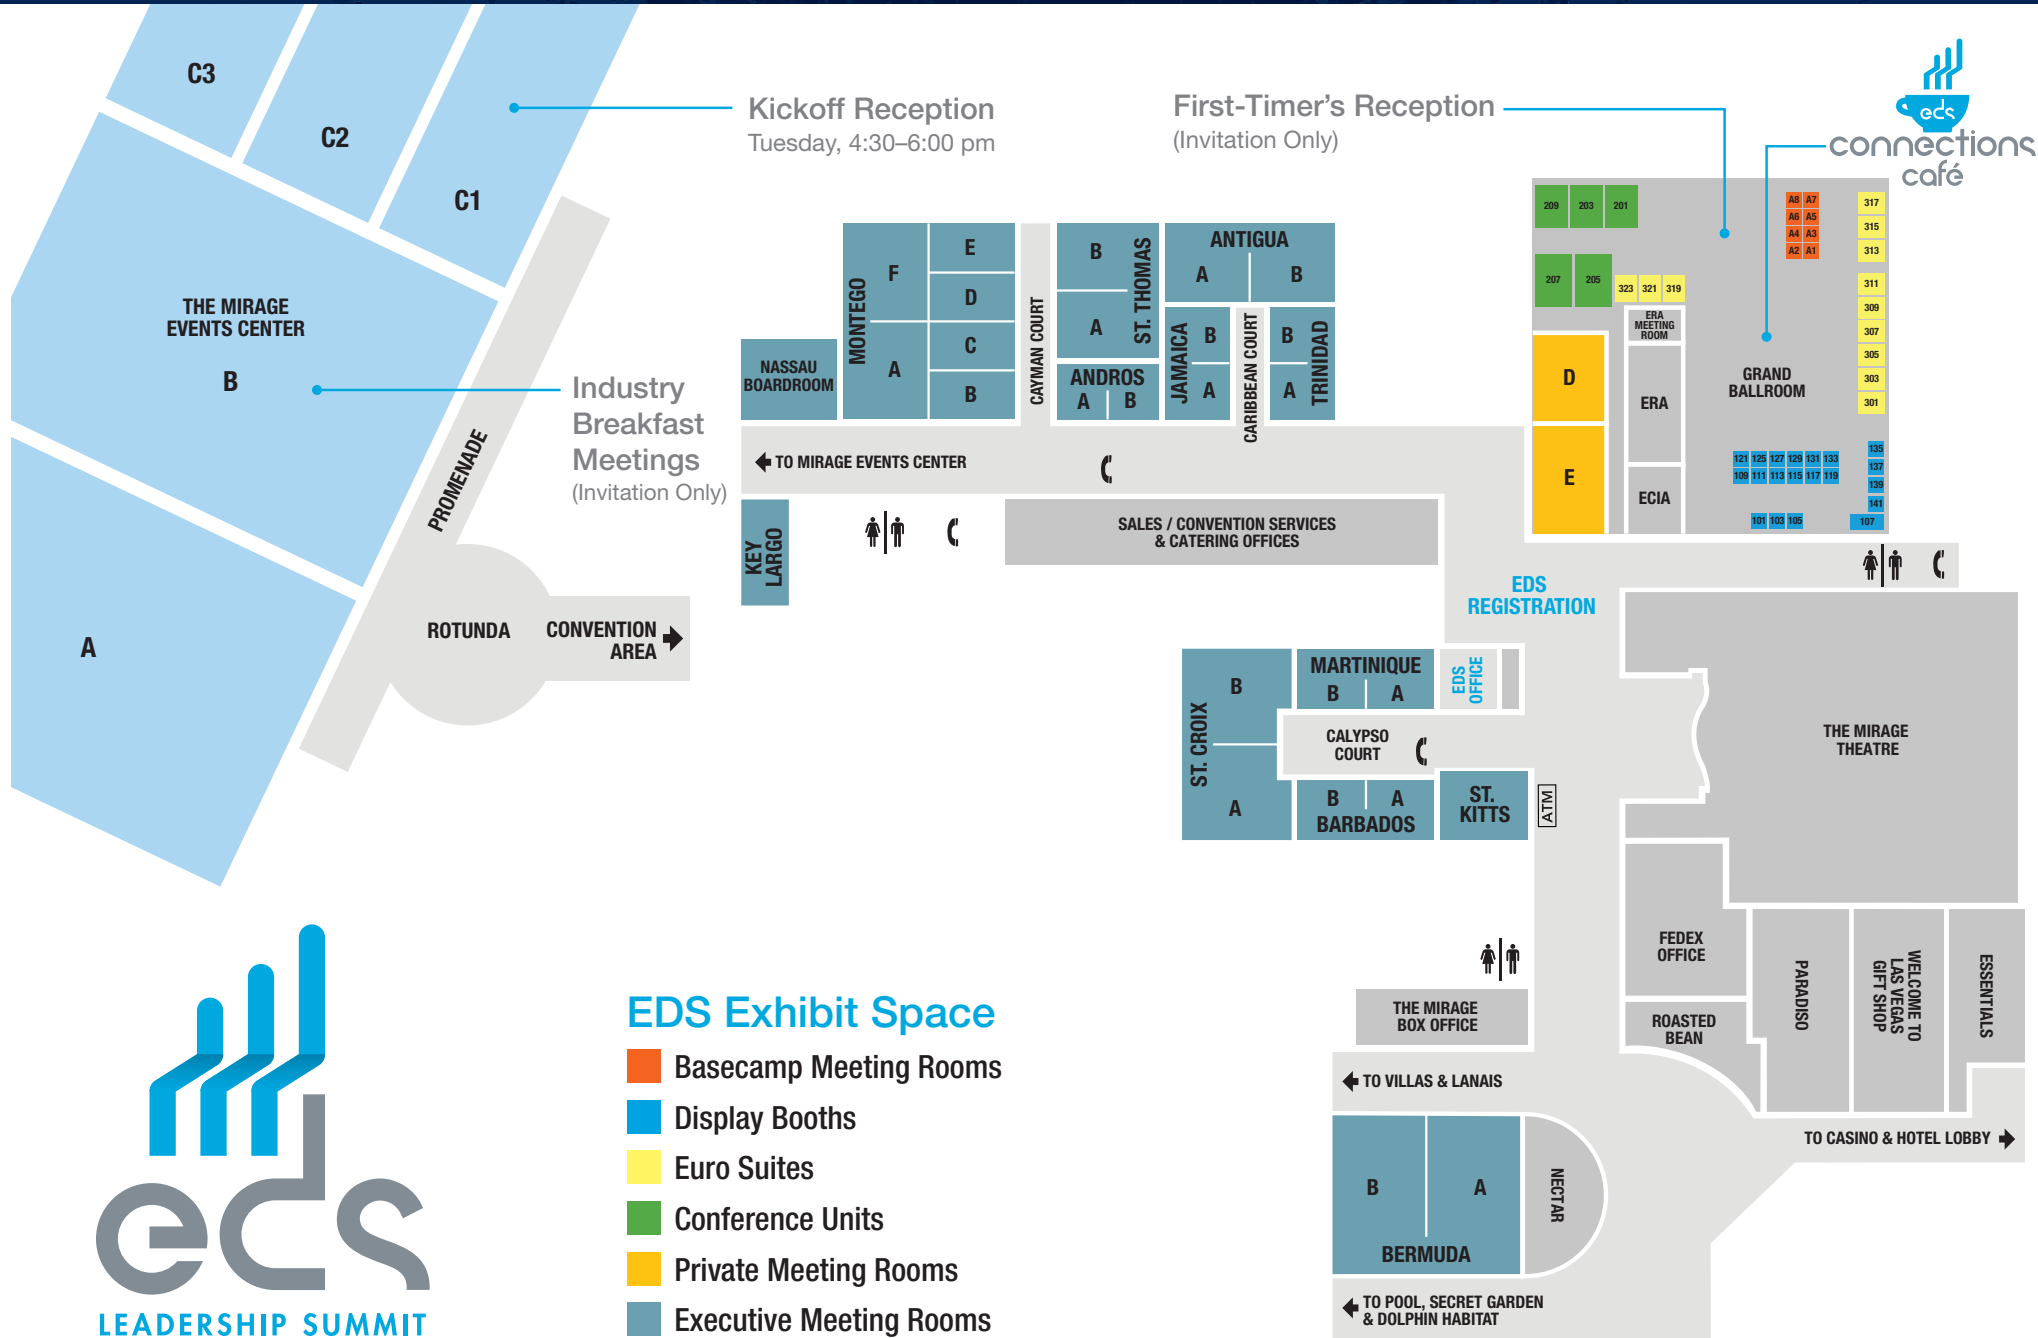 C3
C2
C1
Kickoff Reception
Tuesday, 4:30–6:00 pm
First-Timer's Reception
(Invitation Only)
eds
connections
café
THE MIRAGE
EVENTS CENTER
B
Industry
Breakfast
Meetings
(Invitation Only)
A
PROMENADE
ROTUNDA
CONVENTION
AREA
NASSAU
BOARDROOM
MONTEGO
F
A
E
D
C
B
CAYMAN COURT
B
A
ST. THOMAS
ANDROS
A
B
ANTIGUA
A
B
JAMAICA
B
A
CARIBBEAN COURT
B
A
TRINIDAD
TO MIRAGE EVENTS CENTER
KEY
LARGO
SALES / CONVENTION SERVICES
& CATERING OFFICES
209
203
201
207
205
323
321
319
ERA
MEETING
ROOM
D
E
ERA
ECIA
A8
A7
A6
A5
A4
A3
A2
A1
317
315
313
311
309
307
305
303
301
GRAND
BALLROOM
121
125
127
129
131
133
109
111
113
115
117
119
101
103
105
135
137
139
141
107
EDS
REGISTRATION
EDS
OFFICE
ST. CROIX
B
A
MARTINIQUE
B
A
CALYPSO
COURT
B
A
BARBADOS
ST.
KITTS
ATM
THE MIRAGE
THEATRE
FEDEX
OFFICE
ROASTED
BEAN
PARADISO
WELCOME TO
LAS VEGAS
GIFT SHOP
ESSENTIALS
THE MIRAGE
BOX OFFICE
TO VILLAS & LANAIS
TO CASINO & HOTEL LOBBY
B
A
BERMUDA
NECTAR
TO POOL, SECRET GARDEN
& DOLPHIN HABITAT
eds
LEADERSHIP SUMMIT
EDS Exhibit Space
Basecamp Meeting Rooms
Display Booths
Euro Suites
Conference Units
Private Meeting Rooms
Executive Meeting Rooms